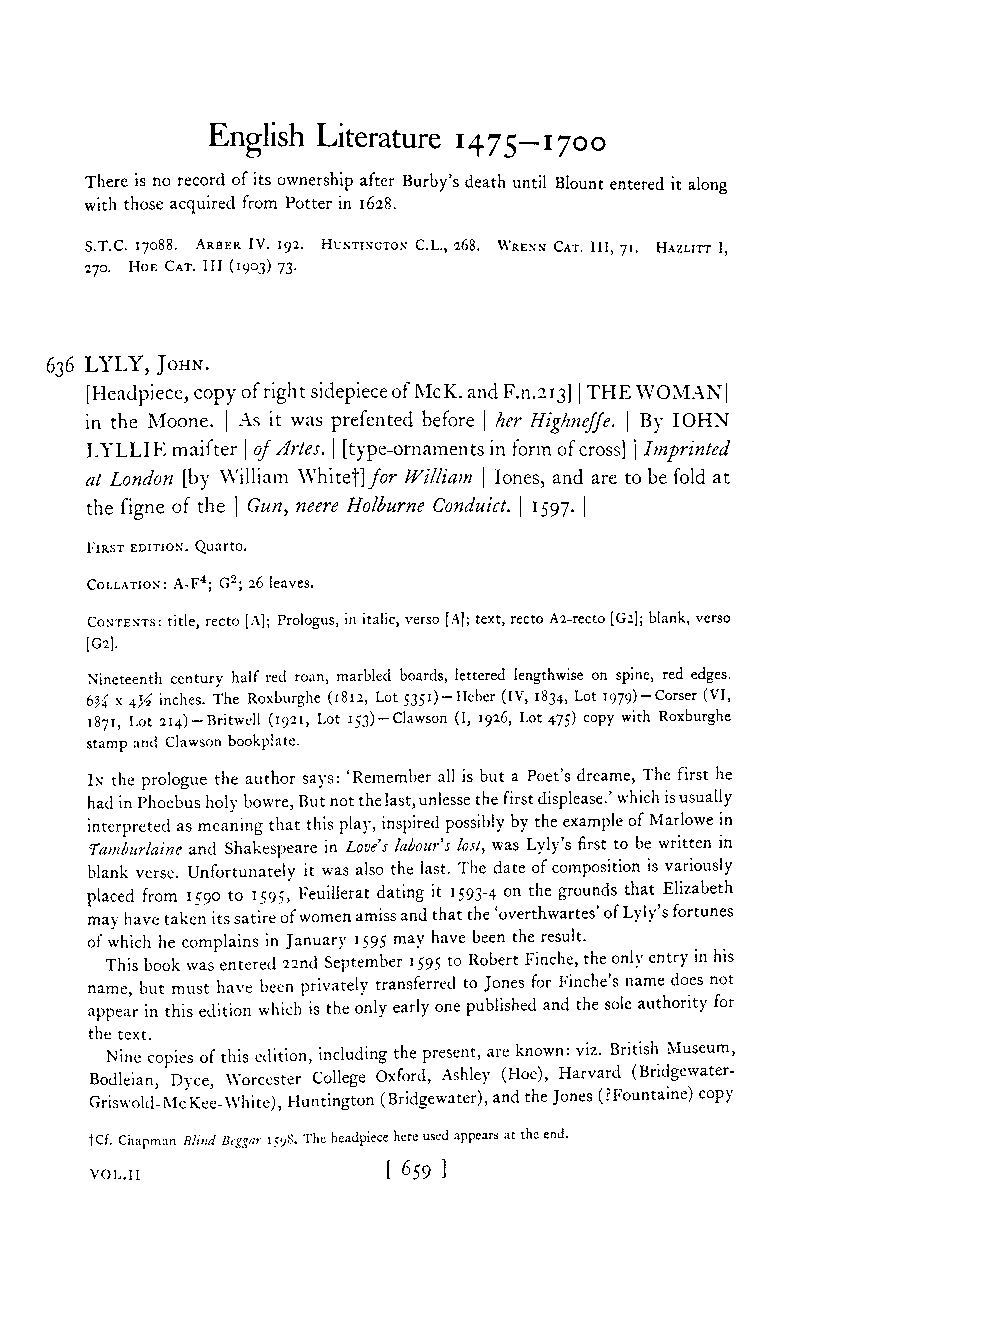 English Literature 1475–1700
There is no record of its ownership after Burby's death until Blount entered it along
with those acquired from Potter in 1628.
S.T.C. 17088. ARBER IV. 192. HUNTINGTON C.L., 268. WRENN CAT. III, 71. HAZLITT I,
270. HOE CAT. III (1903) 73.
636 LYLY, JOHN.
[Headpiece, copy of right sidepiece of McK. and F.n.213] | THE WOMAN|
in the Moone. | As it was preſented before | her Highneſſe. | By IOHN
LYLLIE maiſter | of Artes. | [type-ornaments in form of cross] | Imprinted
at London [by William White†] for William | Iones, and are to be ſold at
the ſigne of the | Gun, neere Holburne Conduict. | 1597. |
FIRST EDITION. Quarto.
COLLATION: A-F⁴; G²; 26 leaves.
CONTENTS: title, recto [A]; Prologus, in italic, verso [A]; text, recto A2-recto [G2]; blank, verso
[G2].
Nineteenth century half red roan, marbled boards, lettered lengthwise on spine, red edges.
6¾ x 4½ inches. The Roxburghe (1812, Lot 5351)—Heber (IV, 1834, Lot 1979)—Corser (VI,
1871, Lot 214)—Britwell (1921, Lot 153)—Clawson (I, 1926, Lot 475) copy with Roxburghe
stamp and Clawson bookplate.
IN the prologue the author says: 'Remember all is but a Poet's dreame, The first he
had in Phoebus holy bowre, But not the last, unlesse the first displease.' which is usually
interpreted as meaning that this play, inspired possibly by the example of Marlowe in
Tamburlaine and Shakespeare in Love's labour's lost, was Lyly's first to be written in
blank verse. Unfortunately it was also the last. The date of composition is variously
placed from 1590 to 1595, Feuillerat dating it 1593-4 on the grounds that Elizabeth
may have taken its satire of women amiss and that the 'overthwartes' of Lyly's fortunes
of which he complains in January 1595 may have been the result.
This book was entered 22nd September 1595 to Robert Finche, the only entry in his
name, but must have been privately transferred to Jones for Finche's name does not
appear in this edition which is the only early one published and the sole authority for
the text.
Nine copies of this edition, including the present, are known: viz. British Museum,
Bodleian, Dyce, Worcester College Oxford, Ashley (Hoe), Harvard (Bridgewater-
Griswold-McKee-White), Huntington (Bridgewater), and the Jones (?Fountaine) copy
†Cf. Chapman Blind Beggar 1598. The headpiece here used appears at the end.
VOL.II [ 659 ]